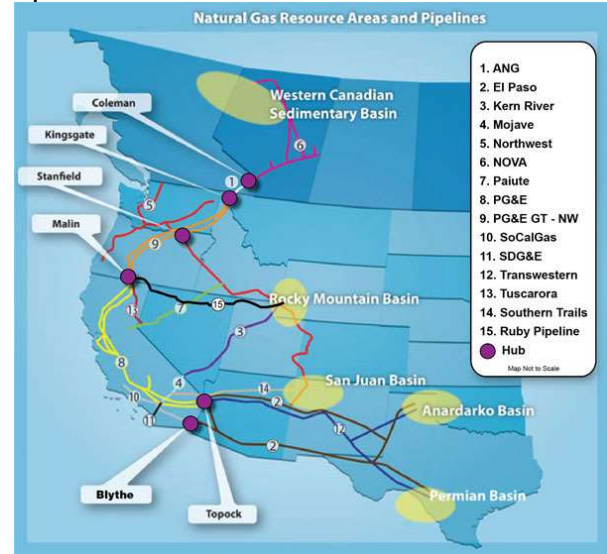 Natural Gas Resource Areas and Pipelines
Coleman
Kingsgate
Stanfield
Malin
Blythe
Topock
Western Canadian
Sedimentary Basin
Rocky Mountain Basin
San Juan Basin
Anardarko Basin
Permian Basin
6
1
5
9
13
7
15
3
8
4
14
10
2
12
11
2
1. ANG
2. El Paso
3. Kern River
4. Mojave
5. Northwest
6. NOVA
7. Paiute
8. PG&E
9. PG&E GT - NW
10. SoCalGas
11. SDG&E
12. Transwestern
13. Tuscarora
14. Southern Trails
15. Ruby Pipeline
Hub
Map Not to Scale